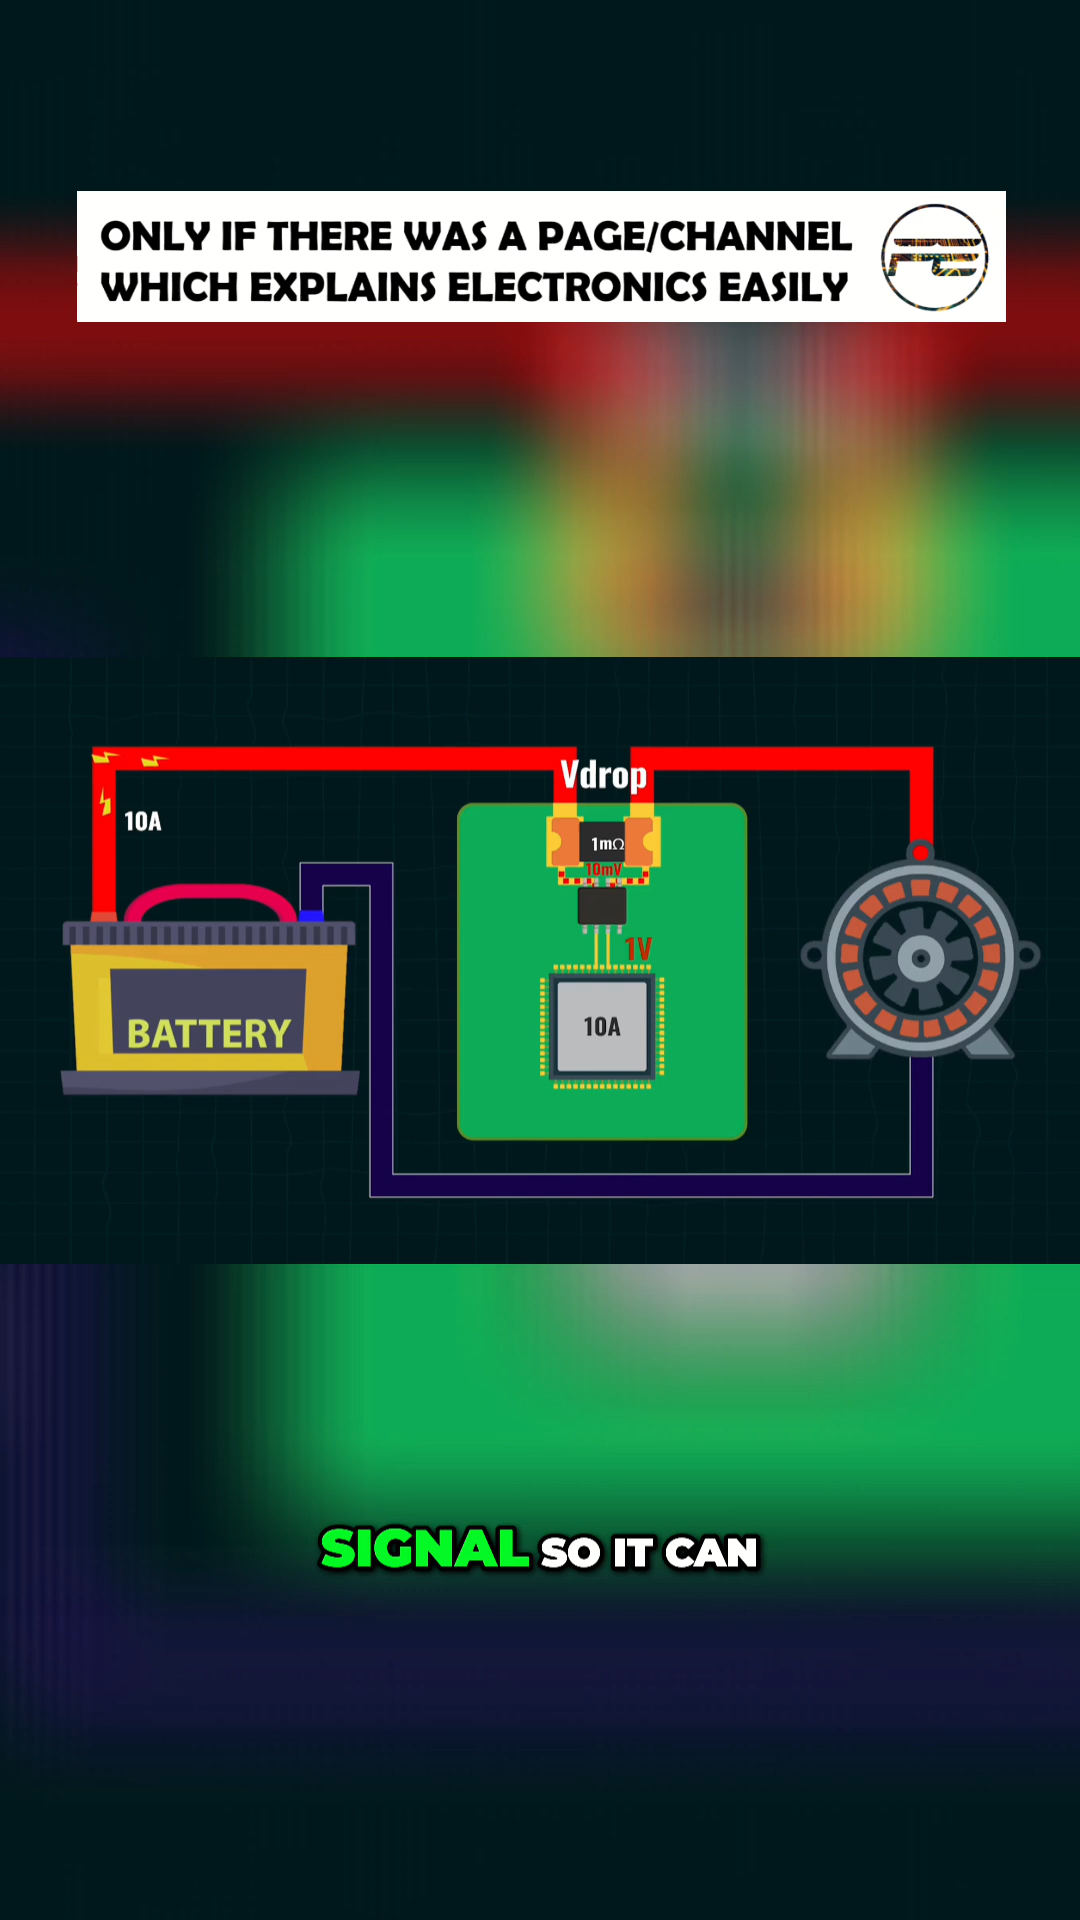 ONLY IF THERE WAS A PAGE/CHANNEL
WHICH EXPLAINS ELECTRONICS EASILY
Vdrop
10A
1mΩ
10mV
1V
10A
BATTERY
SIGNAL SO IT CAN